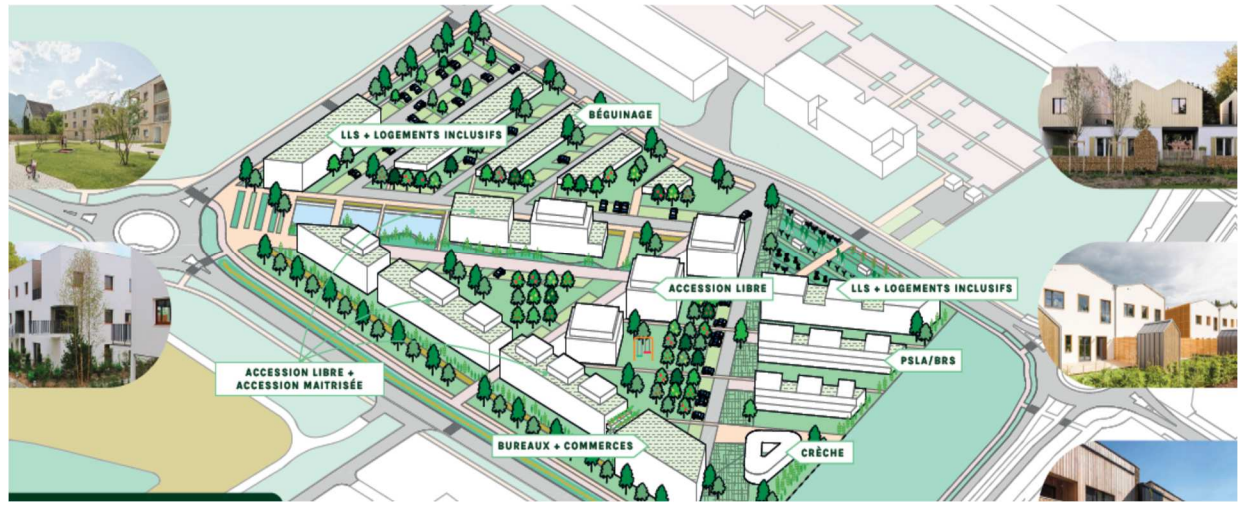 BÉGUINAGE
LLS + LOGEMENTS INCLUSIFS
ACCESSION LIBRE
LLS + LOGEMENTS INCLUSIFS
PSLA/BRS
ACCESSION LIBRE +
ACCESSION MAITRISÉE
BUREAUX + COMMERCES
CRÈCHE